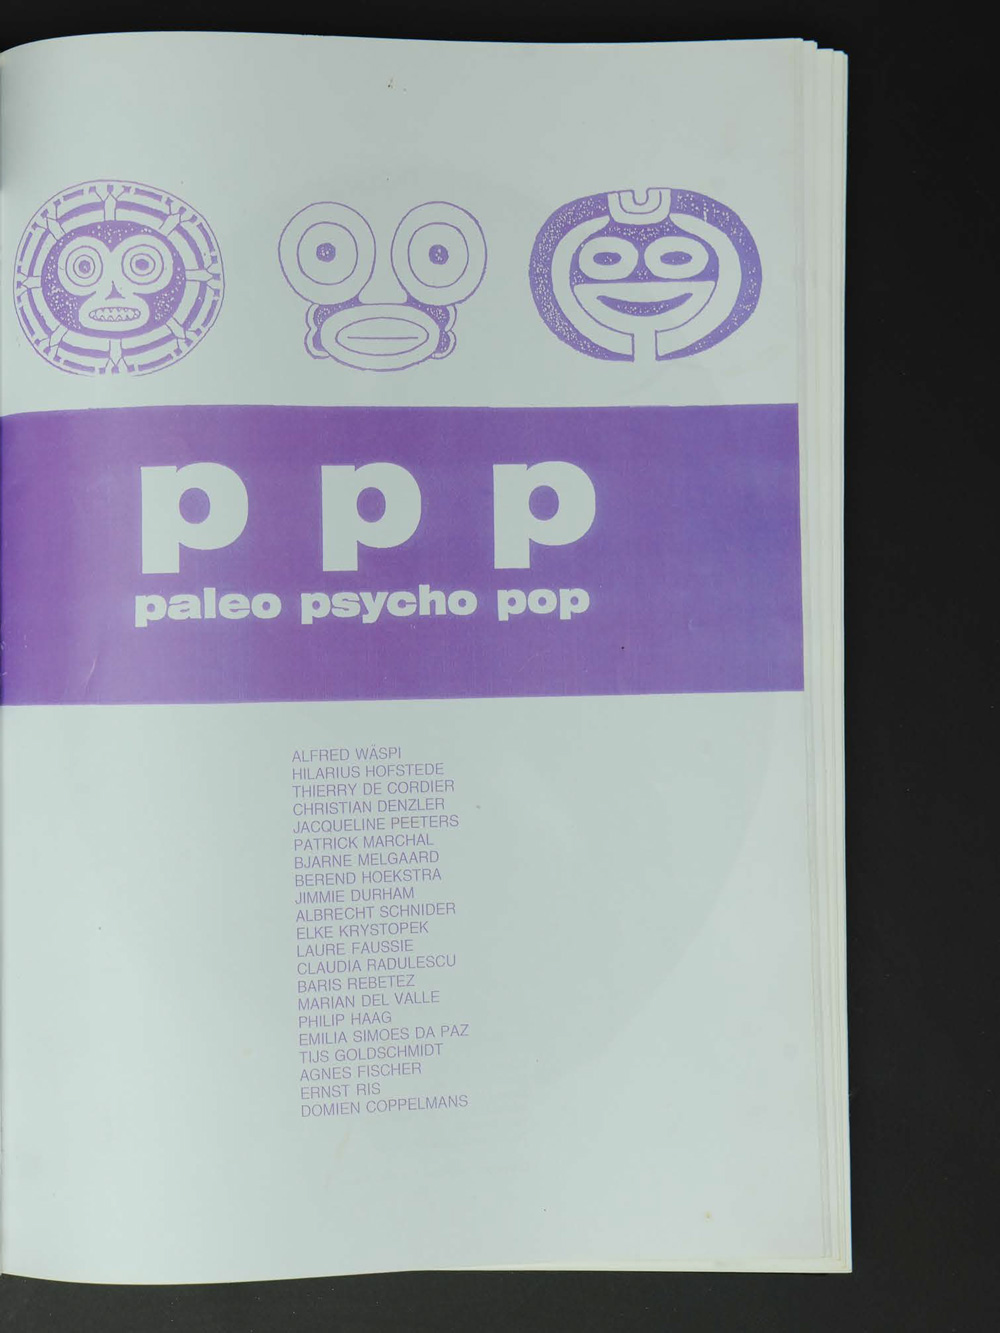 p p p
paleo psycho pop
ALFRED WÄSPI
HILARIUS HOFSTEDE
THIERRY DE CORDIER
CHRISTIAN DENZLER
JACQUELINE PEETERS
PATRICK MARCHAL
BJARNE MELGAARD
BEREND HOEKSTRA
JIMMIE DURHAM
ALBRECHT SCHNIDER
ELKE KRYSTOPEK
LAURE FAUSSIE
CLAUDIA RADULESCU
BARIS REBETEZ
MARIAN DEL VALLE
PHILIP HAAG
EMILIA SIMOES DA PAZ
TIJS GOLDSCHMIDT
AGNES FISCHER
ERNST RIS
DOMIEN COPPELMANS